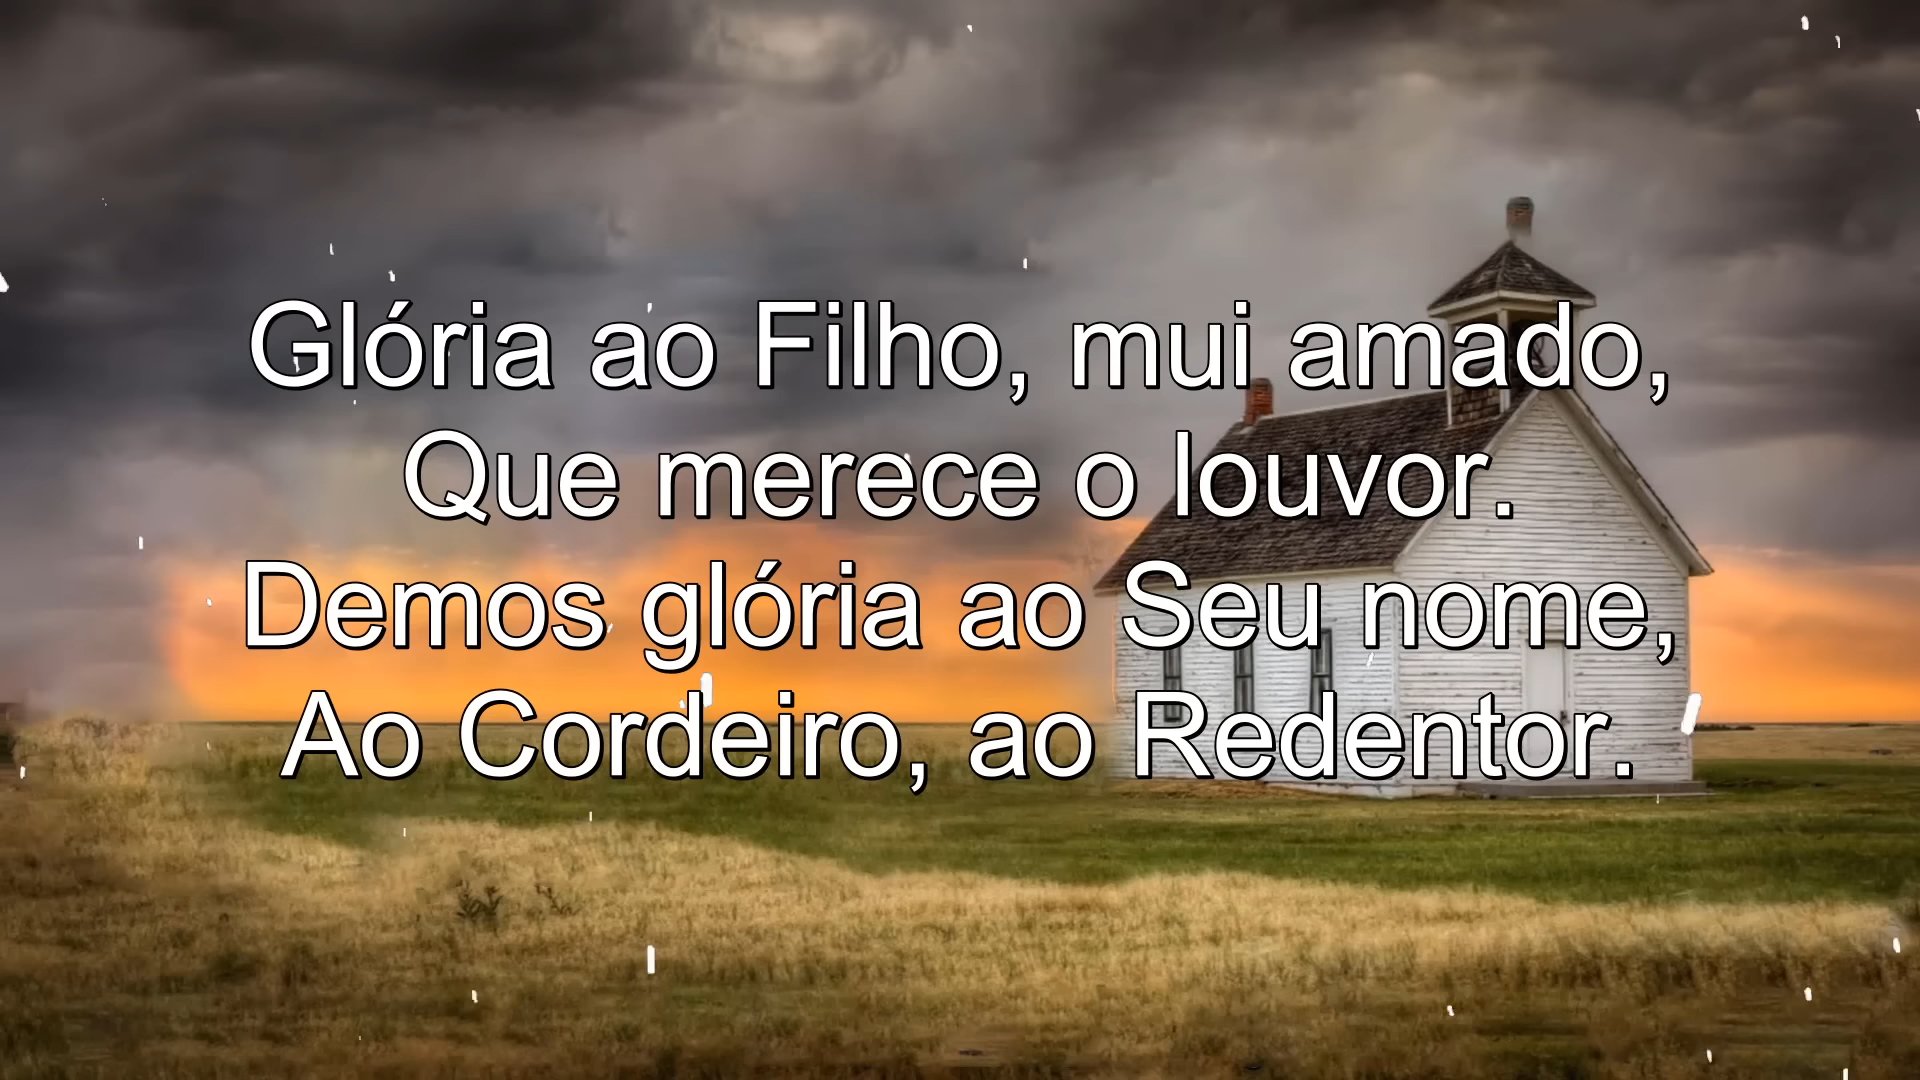 Glória ao Filho, mui amado,
Que merece o louvor.
Demos glória ao Seu nome,
Ao Cordeiro, ao Redentor.